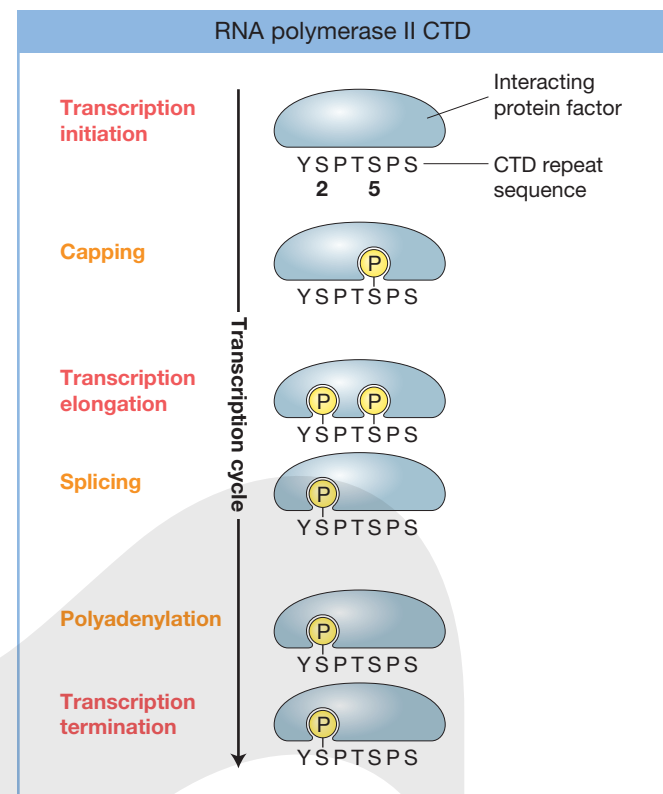 RNA polymerase II CTD
Transcription
initiation
Interacting
protein factor
YSPTSPS
CTD repeat
sequence
2 5
Capping
P
YSPTSPS
Transcription cycle
Transcription
elongation
P P
YSPTSPS
Splicing
P
YSPTSPS
Polyadenylation
P
YSPTSPS
Transcription
termination
P
YSPTSPS